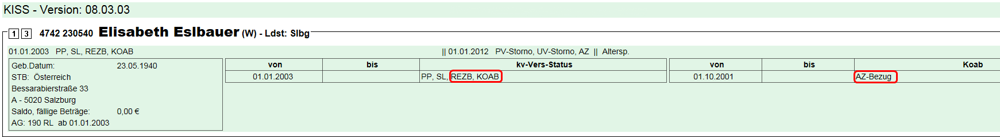 KISS - Version: 08.03.03
1 3 4742 230540 Elisabeth Eslbauer (W) - Ldst: Slbg
01.01.2003 PP, SL, REZB, KOAB || 01.01.2012 PV-Storno, UV-Storno, AZ || Altersp.
Geb.Datum: 23.05.1940
STB: Österreich
Bessarabierstraße 33
A - 5020 Salzburg
Saldo, fällige Beträge: 0,00 €
AG: 190 RL ab 01.01.2003
von bis kv-Vers-Status
01.01.2003 PP, SL, REZB, KOAB
von bis Koab
01.10.2001 AZ-Bezug